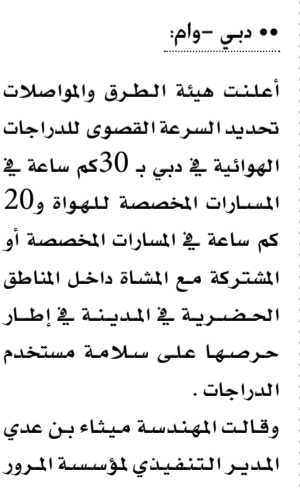 •• دبي -وام:
أعلنت هيئة الطرق والمواصلات
تحديد السرعة القصوى للدراجات
الهوائية في دبي بـ 30كم ساعة في
المسارات المخصصة للهواة و20
كم ساعة في المسارات المخصصة أو
المشتركة مع المشاة داخل المناطق
الحضرية في المدينة في إطار
حرصها على سلامة مستخدم
الدراجات .
وقالت المهندسة ميثاء بن عدي
المدير التنفيذي لمؤسسة المرور